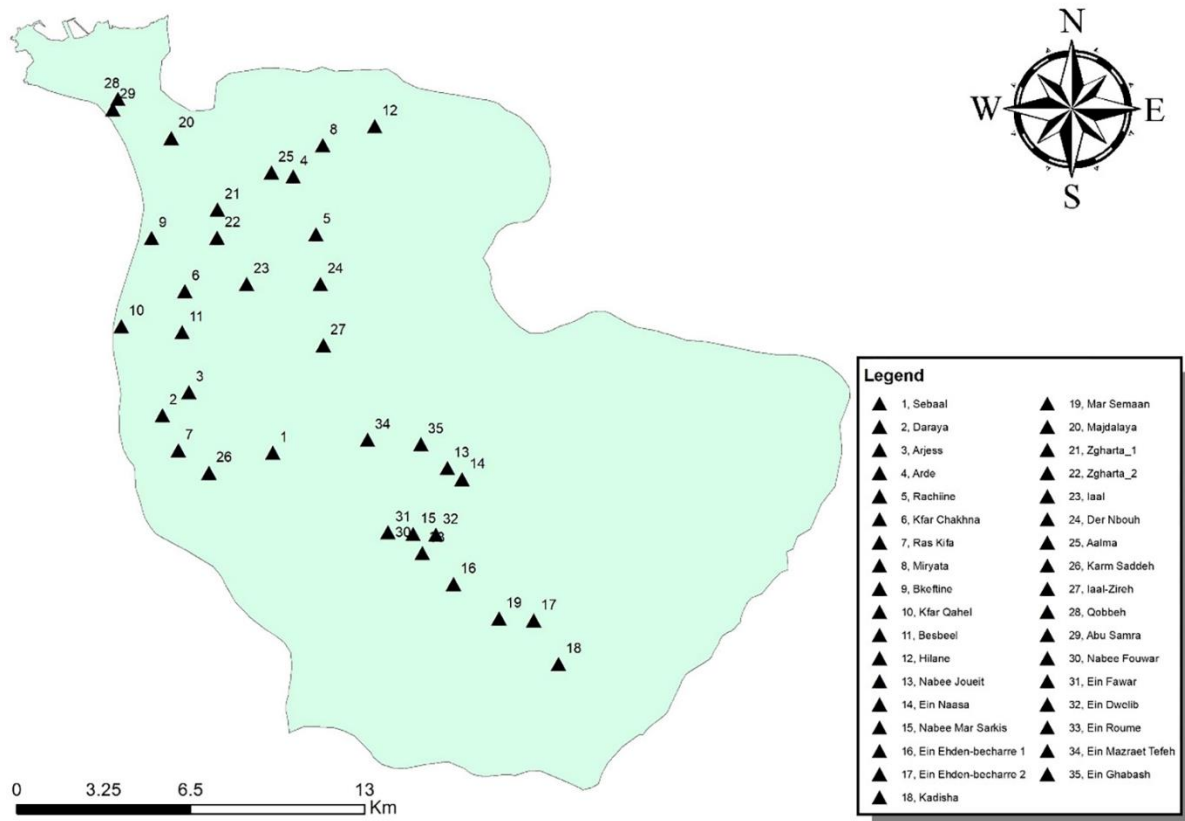 N
W E
S
28
29
20
12
8
25 4
21
9 22 5
6 23 24
10 11
27
3
2
7 1 34 35
26 13
14
31 15 32
30 33
16
19 17
18
Legend
1, Sebaal
2, Daraya
3, Arjess
4, Arde
5, Rachiine
6, Kfar Chakhna
7, Ras Kifa
8, Miryata
9, Bkeftine
10, Kfar Qahel
11, Besbeel
12, Hilane
13, Nabee Joueit
14, Ein Naasa
15, Nabee Mar Sarkis
16, Ein Ehden-becharre 1
17, Ein Ehden-becharre 2
18, Kadisha
19, Mar Semaan
20, Majdalaya
21, Zgharta_1
22, Zgharta_2
23, Iaal
24, Der Nbouh
25, Aalma
26, Karm Saddeh
27, Iaal-Zireh
28, Qobbeh
29, Abu Samra
30, Nabee Fouwar
31, Ein Fawar
32, Ein Dwelib
33, Ein Roume
34, Ein Mazraet Tefeh
35, Ein Ghabash
0 3.25 6.5 13
Km